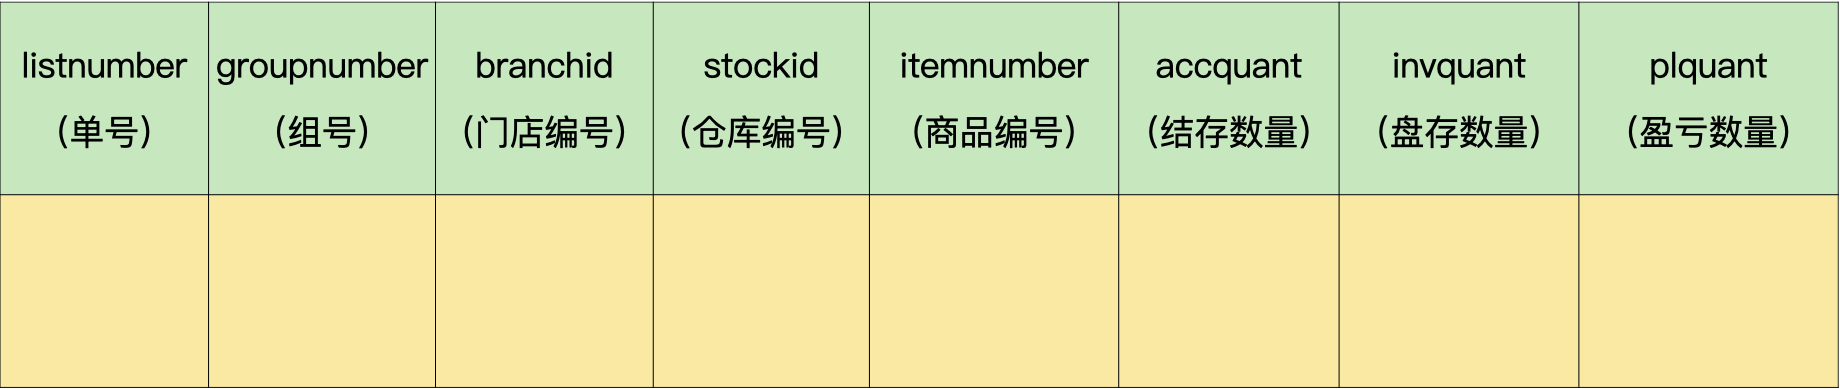 listnumber
(单号)
groupnumber
(组号)
branchid
(门店编号)
stockid
(仓库编号)
itemnumber
(商品编号)
accquant
(结存数量)
invquant
(盘存数量)
plquant
(盈亏数量)